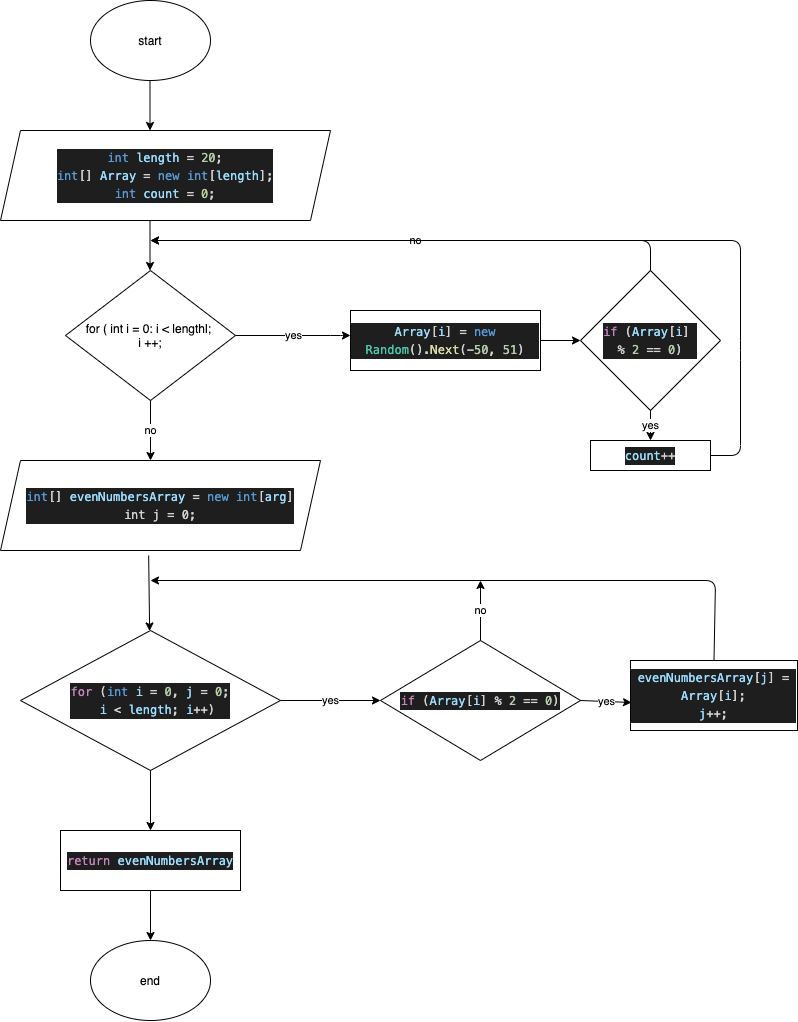 start
int length = 20;
int[] Array = new int[length];
int count = 0;
no
for ( int i = 0: i < lengthl;
i ++;
yes
Array[i] = new
Random().Next(-50, 51)
if (Array[i]
% 2 == 0)
yes
count++
no
int[] evenNumbersArray = new int[arg]
int j = 0;
no
for (int i = 0, j = 0;
i < length; i++)
yes
if (Array[i] % 2 == 0)
yes
evenNumbersArray[j] =
Array[i];
j++;
return evenNumbersArray
end